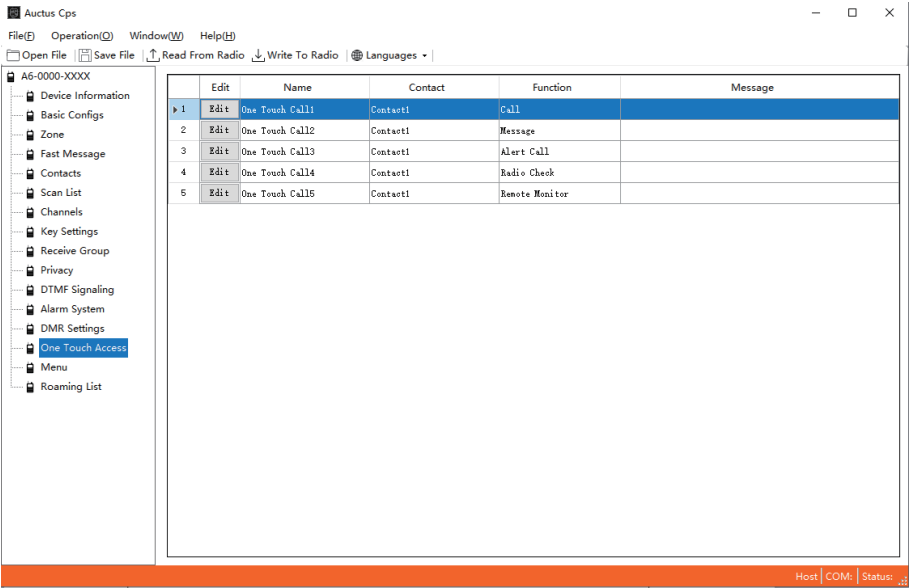 Auctus Cps
File(F) Operation(O) Window(W) Help(H)
Open File Save File Read From Radio Write To Radio Languages
A6-0000-XXXX
Device Information
Basic Configs
Zone
Fast Message
Contacts
Scan List
Channels
Key Settings
Receive Group
Privacy
DTMF Signaling
Alarm System
DMR Settings
One Touch Access
Menu
Roaming List
Edit Name Contact Function Message
1 Edit One Touch Call1 Contact1 Call
2 Edit One Touch Call2 Contact1 Message
3 Edit One Touch Call3 Contact1 Alert Call
4 Edit One Touch Call4 Contact1 Radio Check
5 Edit One Touch Call5 Contact1 Remote Monitor
Host COM: Status: